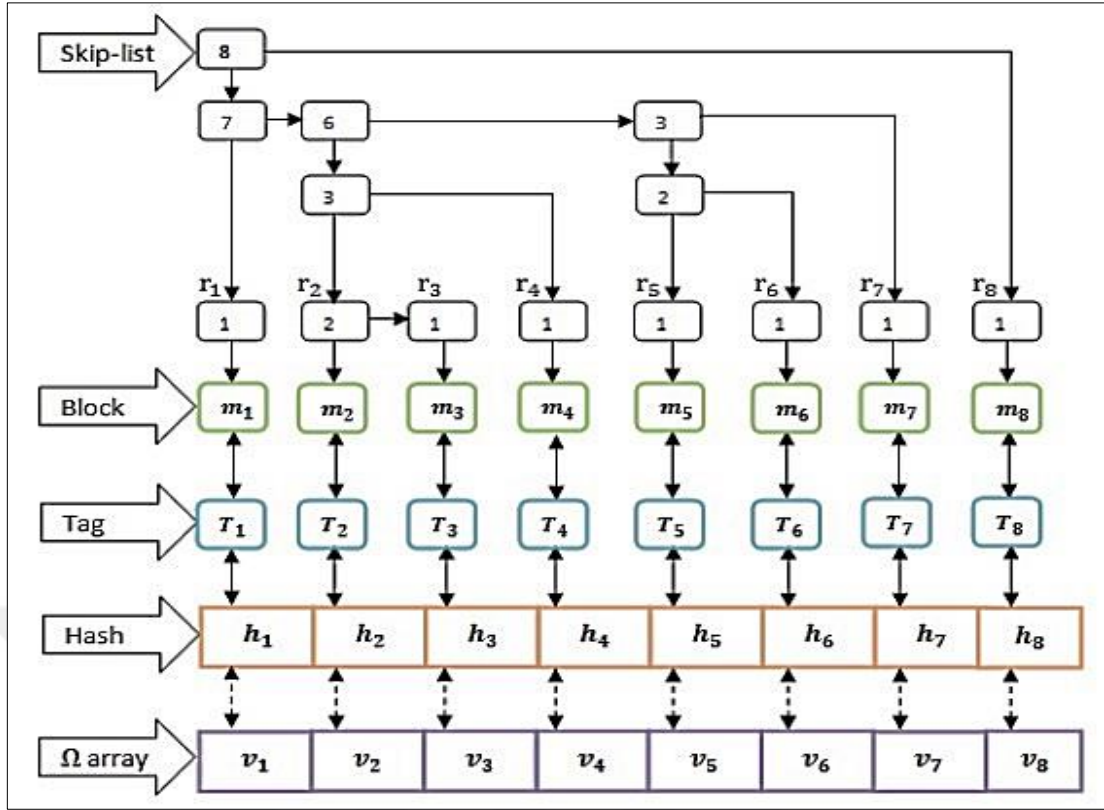 Skip-list 8
7 6 3
3 2
r₁ r₂ r₃ r₄ r₅ r₆ r₇ r₈
1 2 1 1 1 1 1 1
Block m₁ m₂ m₃ m₄ m₅ m₆ m₇ m₈
Tag T₁ T₂ T₃ T₄ T₅ T₆ T₇ T₈
Hash h₁ h₂ h₃ h₄ h₅ h₆ h₇ h₈
Ω array v₁ v₂ v₃ v₄ v₅ v₆ v₇ v₈